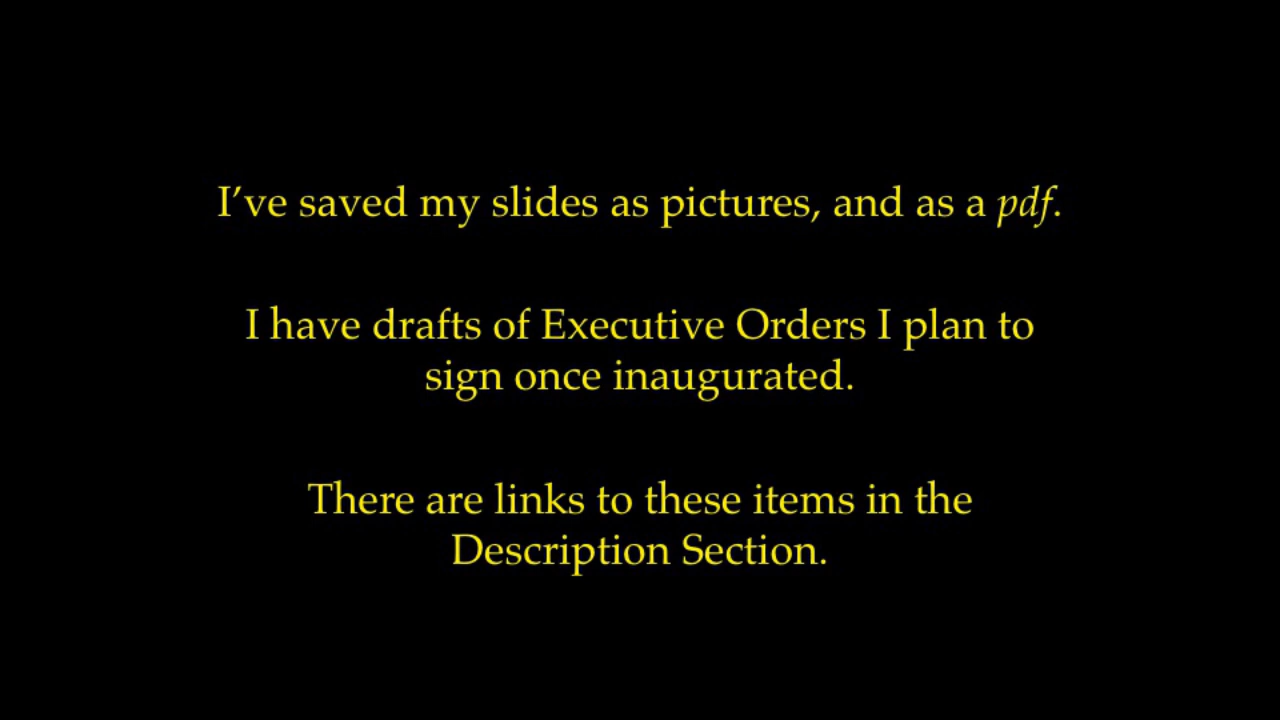 I’ve saved my slides as pictures, and as a pdf.
I have drafts of Executive Orders I plan to
sign once inaugurated.
There are links to these items in the
Description Section.